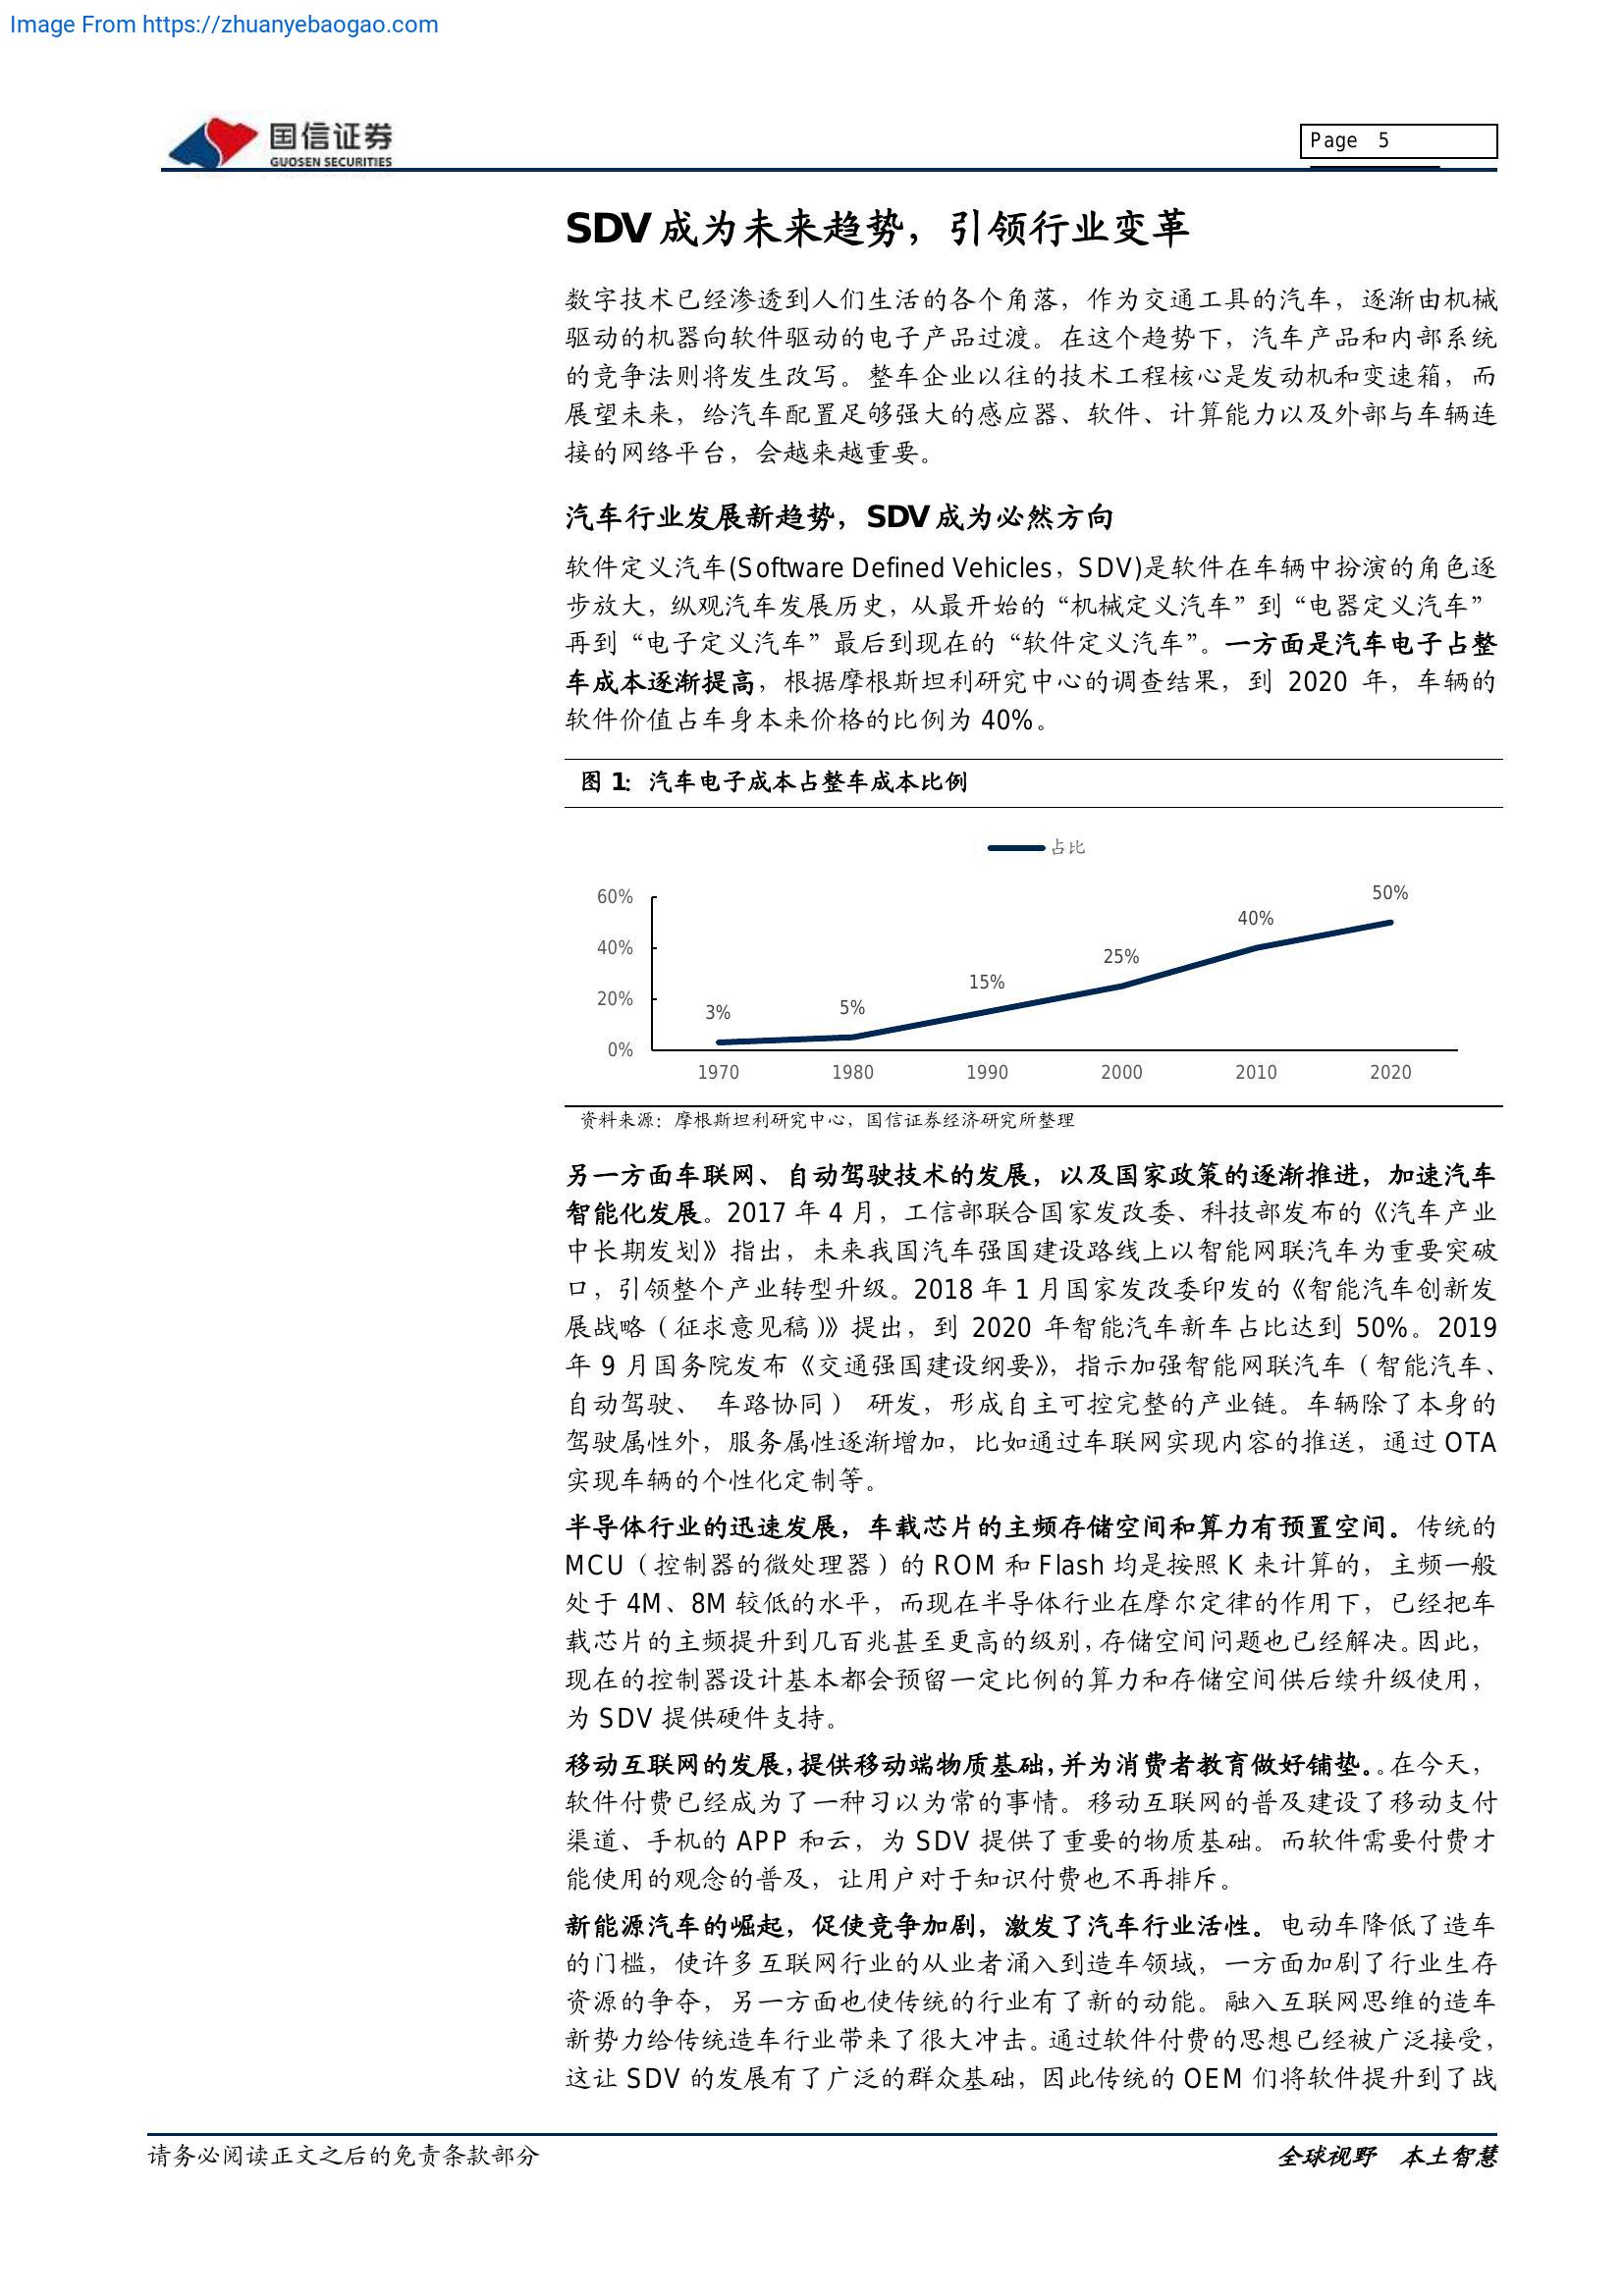 Image From https://zhuanyebaogao.com
国信证券
GUOSEN SECURITIES
Page 5
SDV 成为未来趋势，引领行业变革
数字技术已经渗透到人们生活的各个角落，作为交通工具的汽车，逐渐由机械
驱动的机器向软件驱动的电子产品过渡。在这个趋势下，汽车产品和内部系统
的竞争法则将发生改写。整车企业以往的技术工程核心是发动机和变速箱，而
展望未来，给汽车配置足够强大的感应器、软件、计算能力以及外部与车辆连
接的网络平台，会越来越重要。
汽车行业发展新趋势，SDV 成为必然方向
软件定义汽车(Software Defined Vehicles，SDV)是软件在车辆中扮演的角色逐
步放大，纵观汽车发展历史，从最开始的“机械定义汽车”到“电器定义汽车”
再到“电子定义汽车”最后到现在的“软件定义汽车”。一方面是汽车电子占整
车成本逐渐提高，根据摩根斯坦利研究中心的调查结果，到 2020 年，车辆的
软件价值占车身本来价格的比例为 40%。
图 1：汽车电子成本占整车成本比例
占比
60%
40%
20%
0%
3%
5%
15%
25%
40%
50%
1970 1980 1990 2000 2010 2020
资料来源：摩根斯坦利研究中心，国信证券经济研究所整理
另一方面车联网、自动驾驶技术的发展，以及国家政策的逐渐推进，加速汽车
智能化发展。2017 年 4 月，工信部联合国家发改委、科技部发布的《汽车产业
中长期发划》指出，未来我国汽车强国建设路线上以智能网联汽车为重要突破
口，引领整个产业转型升级。2018 年 1 月国家发改委印发的《智能汽车创新发
展战略（征求意见稿）》提出，到 2020 年智能汽车新车占比达到 50%。2019
年 9 月国务院发布《交通强国建设纲要》，指示加强智能网联汽车（智能汽车、
自动驾驶、 车路协同） 研发，形成自主可控完整的产业链。车辆除了本身的
驾驶属性外，服务属性逐渐增加，比如通过车联网实现内容的推送，通过 OTA
实现车辆的个性化定制等。
半导体行业的迅速发展，车载芯片的主频存储空间和算力有预置空间。传统的
MCU（控制器的微处理器）的 ROM 和 Flash 均是按照 K 来计算的，主频一般
处于 4M、8M 较低的水平，而现在半导体行业在摩尔定律的作用下，已经把车
载芯片的主频提升到几百兆甚至更高的级别，存储空间问题也已经解决。因此，
现在的控制器设计基本都会预留一定比例的算力和存储空间供后续升级使用，
为 SDV 提供硬件支持。
移动互联网的发展，提供移动端物质基础，并为消费者教育做好铺垫。。在今天，
软件付费已经成为了一种习以为常的事情。移动互联网的普及建设了移动支付
渠道、手机的 APP 和云，为 SDV 提供了重要的物质基础。而软件需要付费才
能使用的观念的普及，让用户对于知识付费也不再排斥。
新能源汽车的崛起，促使竞争加剧，激发了汽车行业活性。电动车降低了造车
的门槛，使许多互联网行业的从业者涌入到造车领域，一方面加剧了行业生存
资源的争夺，另一方面也使传统的行业有了新的动能。融入互联网思维的造车
新势力给传统造车行业带来了很大冲击。通过软件付费的思想已经被广泛接受，
这让 SDV 的发展有了广泛的群众基础，因此传统的 OEM 们将软件提升到了战
请务必阅读正文之后的免责条款部分
全球视野 本土智慧